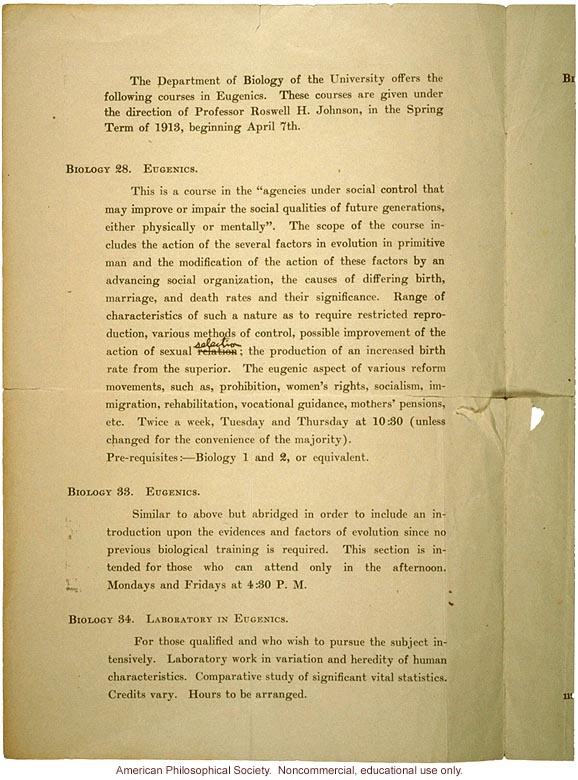 The Department of Biology of the University offers the
following courses in Eugenics. These courses are given under
the direction of Professor Roswell H. Johnson, in the Spring
Term of 1913, beginning April 7th.
Biology 28. Eugenics.
This is a course in the “agencies under social control that
may improve or impair the social qualities of future generations,
either physically or mentally”. The scope of the course in-
cludes the action of the several factors in evolution in primitive
man and the modification of the action of these factors by an
advancing social organization, the causes of differing birth,
marriage, and death rates and their significance. Range of
characteristics of such a nature as to require restricted repro-
duction, various methods of control, possible improvement of the
selection
action of sexual relation; the production of an increased birth
rate from the superior. The eugenic aspect of various reform
movements, such as, prohibition, women's rights, socialism, im-
migration, rehabilitation, vocational guidance, mothers' pensions,
etc. Twice a week, Tuesday and Thursday at 10:30 (unless
changed for the convenience of the majority).
Pre-requisites:—Biology 1 and 2, or equivalent.
Biology 33. Eugenics.
Similar to above but abridged in order to include an in-
troduction upon the evidences and factors of evolution since no
previous biological training is required. This section is in-
tended for those who can attend only in the afternoon.
Mondays and Fridays at 4:30 P. M.
Biology 34. Laboratory in Eugenics.
For those qualified and who wish to pursue the subject in-
tensively. Laboratory work in variation and heredity of human
characteristics. Comparative study of significant vital statistics.
Credits vary. Hours to be arranged.
American Philosophical Society. Noncommercial, educational use only.